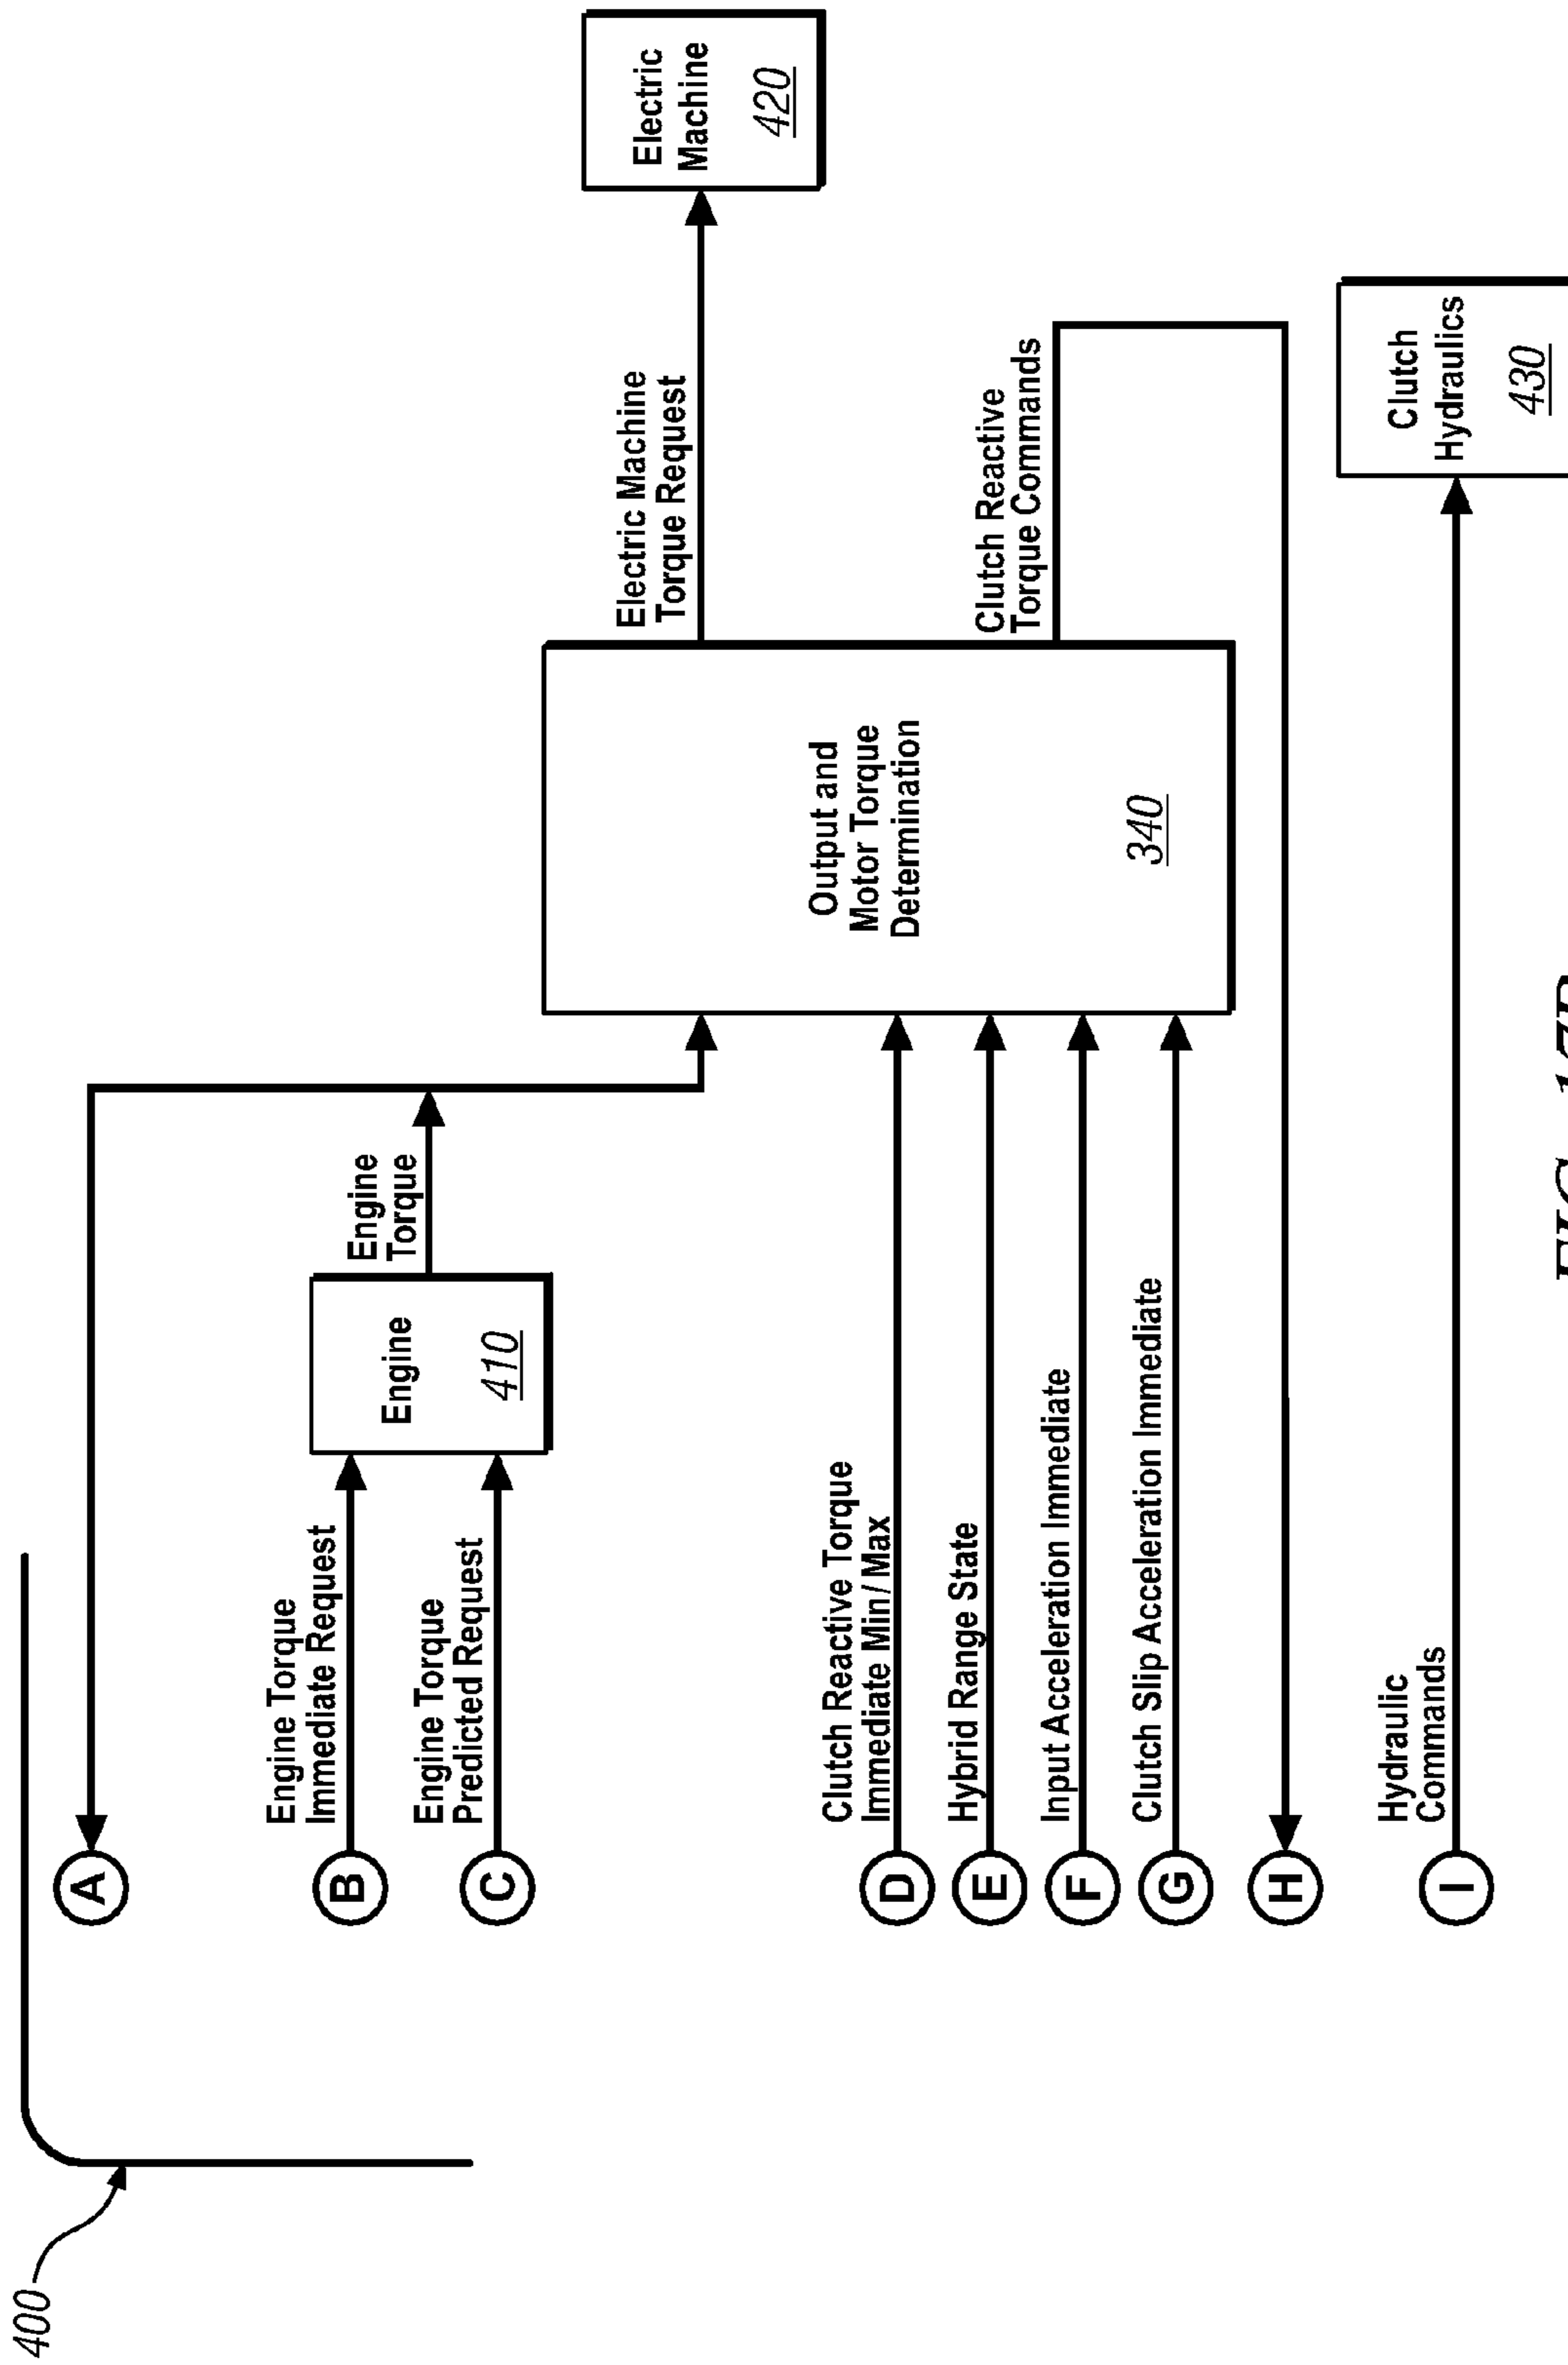 400
A
Engine Torque
Immediate Request
B
Engine Torque
Predicted Request
C
Engine
410
Engine
Torque
Electric
Machine
420
Electric Machine
Torque Request
Output and
Motor Torque
Determination
340
Clutch Reactive
Torque Commands
Clutch Reactive Torque
Immediate Min/ Max
D
Hybrid Range State
E
Input Acceleration Immediate
F
Clutch Slip Acceleration Immediate
G
H
Hydraulic
Commands
I
Clutch
Hydraulics
430